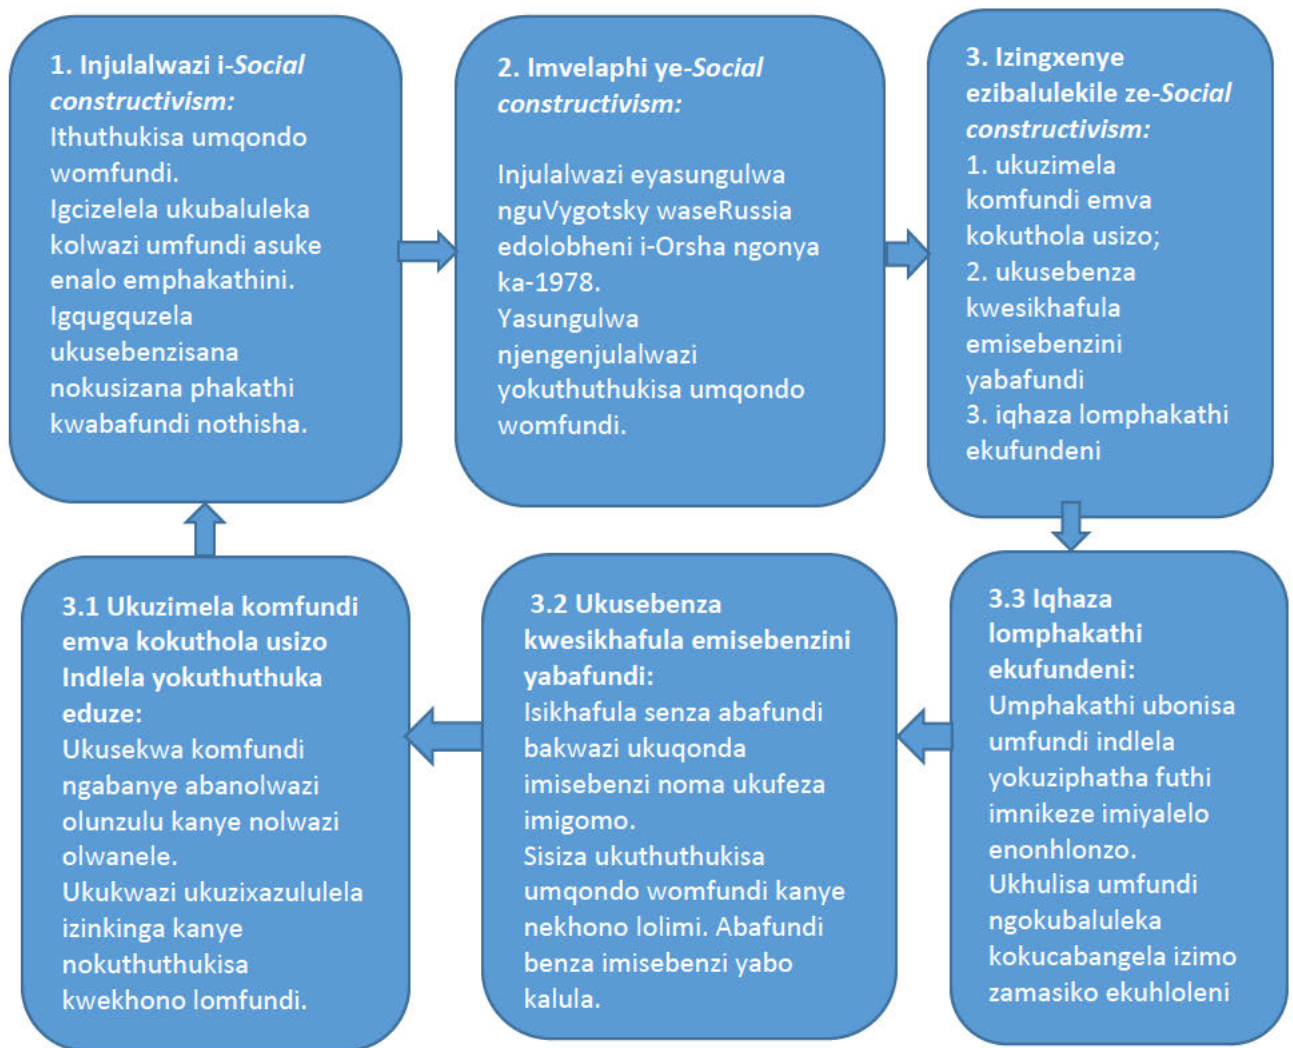 1. Injulalwazi i-Social
constructivism:
Ithuthukisa umqondo
womfundi.
Igcizelela ukubaluleka
kolwazi umfundi asuke
enalo emphakathini.
Igqugquzela
ukusebenzisana
nokusizana phakathi
kwabafundi nothisha.
2. Imvelaphi ye-Social
constructivism:
Injulalwazi eyasungulwa
nguVygotsky waseRussia
edolobheni i-Orsha ngonya
ka-1978.
Yasungulwa
njengenjulalwazi
yokuthuthukisa umqondo
womfundi.
3. Izingxenye
ezibalulekile ze-Social
constructivism:
1. ukuzimela
komfundi emva
kokuthola usizo;
2. ukusebenza
kwesikhafula
emisebenzini
yabafundi
3. iqhaza lomphakathi
ekufundeni
3.3 Iqhaza
lomphakathi
ekufundeni:
Umphakathi ubonisa
umfundi indlela
yokuziphatha futhi
imnikeze imiyalelo
enonhlonzo.
Ukhulisa umfundi
ngokubaluleka
kokucabangela izimo
zamasiko ekuhloleni
3.2 Ukusebenza
kwesikhafula emisebenzini
yabafundi:
Isikhafula senza abafundi
bakwazi ukuqonda
imisebenzi noma ukufeza
imigomo.
Sisiza ukuthuthukisa
umqondo womfundi kanye
nekhono lolimi. Abafundi
benza imisebenzi yabo
kalula.
3.1 Ukuzimela komfundi
emva kokuthola usizo
Indlela yokuthuthuka
eduze:
Ukusekwa komfundi
ngabanye abanolwazi
olunzulu kanye nolwazi
olwanele.
Ukukwazi ukuzixazululela
izinkinga kanye
nokuthuthukisa
kwekhono lomfundi.